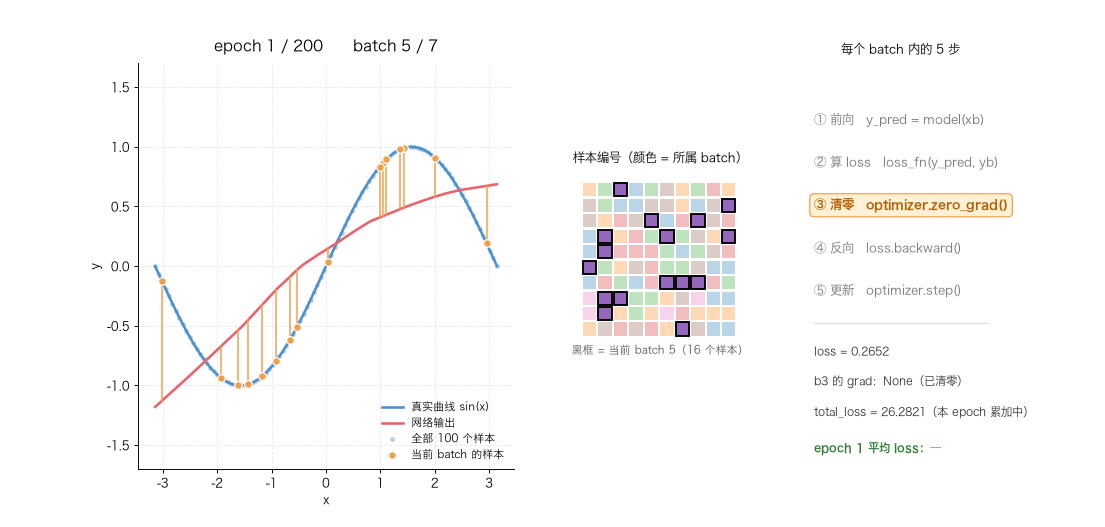 epoch 1 / 200 batch 5 / 7
1.5
1.0
0.5
0.0
-0.5
-1.0
-1.5
y
-3
-2
-1
0
1
2
3
x
真实曲线 sin(x)
网络输出
全部 100 个样本
当前 batch 的样本
样本编号（颜色 = 所属 batch）
黑框 = 当前 batch 5（16 个样本）
每个 batch 内的 5 步
① 前向 y_pred = model(xb)
② 算 loss loss_fn(y_pred, yb)
③ 清零 optimizer.zero_grad()
④ 反向 loss.backward()
⑤ 更新 optimizer.step()
loss = 0.2652
b3 的 grad：None（已清零）
total_loss = 26.2821（本 epoch 累加中）
epoch 1 平均 loss：—